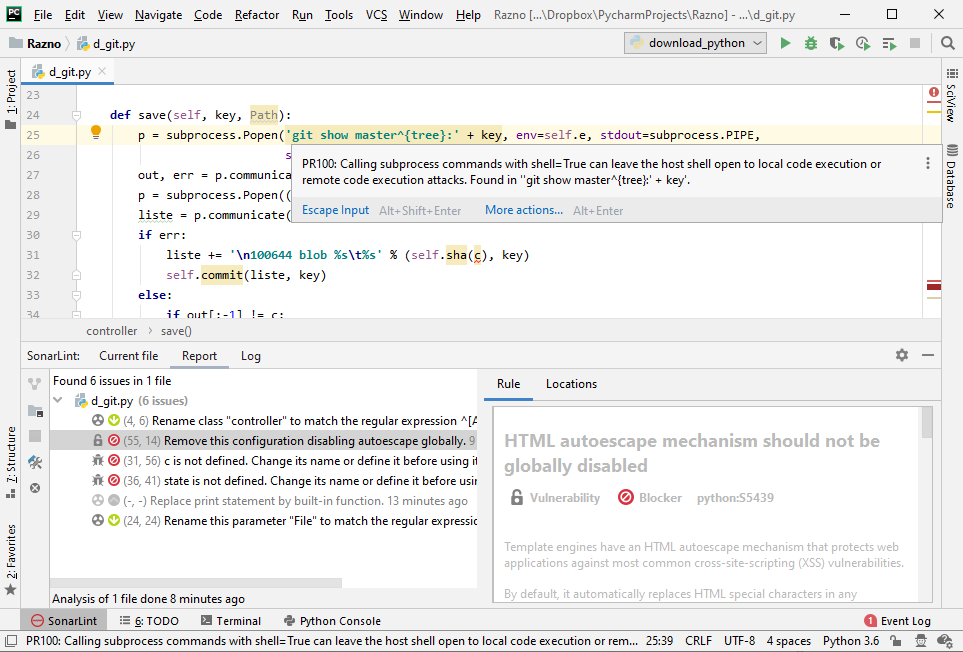 File Edit View Navigate Code Refactor Run Tools VCS Window Help Razno [...\Dropbox\PycharmProjects\Razno] - ...\d_git.py
Razno d_git.py download_python
1: Project
d_git.py
23
24 def save(self, key, Path):
25 p = subprocess.Popen('git show master^{tree}:' + key, env=self.e, stdout=subprocess.PIPE,
26 s
PR100: Calling subprocess commands with shell=True can leave the host shell open to local code execution or
remote code execution attacks. Found in ''git show master^{tree}:' + key'.
Escape Input Alt+Shift+Enter More actions... Alt+Enter
27 out, err = p.communica
28 p = subprocess.Popen((
29 liste = p.communicate(
30 if err:
31 liste += '\n100644 blob %s\t%s' % (self.sha(c), key)
32 self.commit(liste, key)
33 else:
34 if out[:-1] != c:
controller save()
SciView
Database
SonarLint: Current file Report Log
Found 6 issues in 1 file
d_git.py (6 issues)
(4, 6) Rename class "controller" to match the regular expression ^[A
(55, 14) Remove this configuration disabling autoescape globally. 9
(31, 56) c is not defined. Change its name or define it before using it
(36, 41) state is not defined. Change its name or define it before usin
(-, -) Replace print statement by built-in function. 13 minutes ago
(24, 24) Rename this parameter "File" to match the regular expressio
Analysis of 1 file done 8 minutes ago
Rule Locations
HTML autoescape mechanism should not be
globally disabled
Vulnerability Blocker python:S5439
Template engines have an HTML autoescape mechanism that protects web
applications against most common cross-site-scripting (XSS) vulnerabilities.
By default, it automatically replaces HTML special characters in any
7: Structure
2: Favorites
SonarLint 6: TODO Terminal Python Console 1 Event Log
PR100: Calling subprocess commands with shell=True can leave the host shell open to local code execution or rem... 25:39 CRLF UTF-8 4 spaces Python 3.6